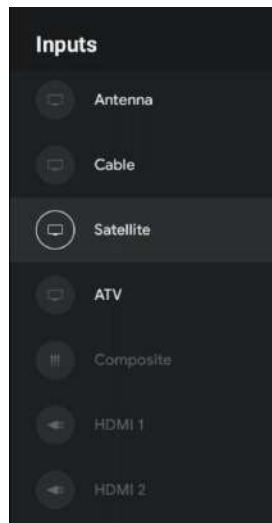 Inputs
Antenna
Cable
Satellite
ATV
Composite
HDMI 1
HDMI 2